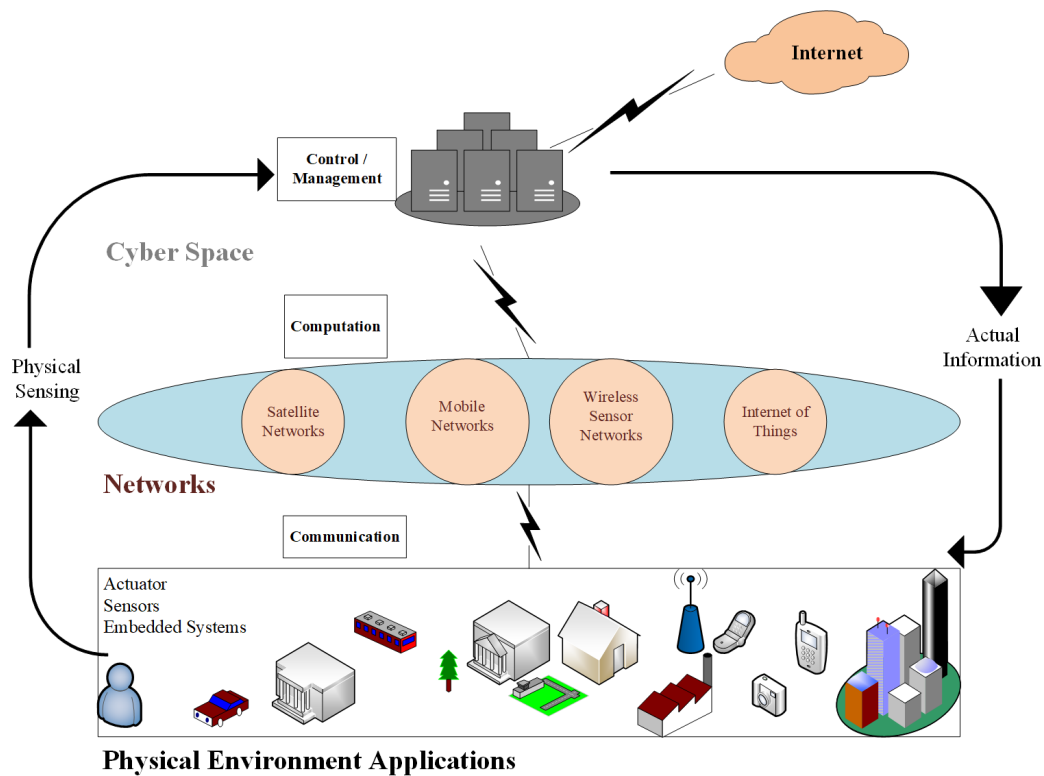 Internet
Control /
Management
Cyber Space
Computation
Physical
Sensing
Actual
Information
Satellite
Networks
Mobile
Networks
Wireless
Sensor
Networks
Internet of
Things
Networks
Communication
Actuator
Sensors
Embedded Systems
Physical Environment Applications